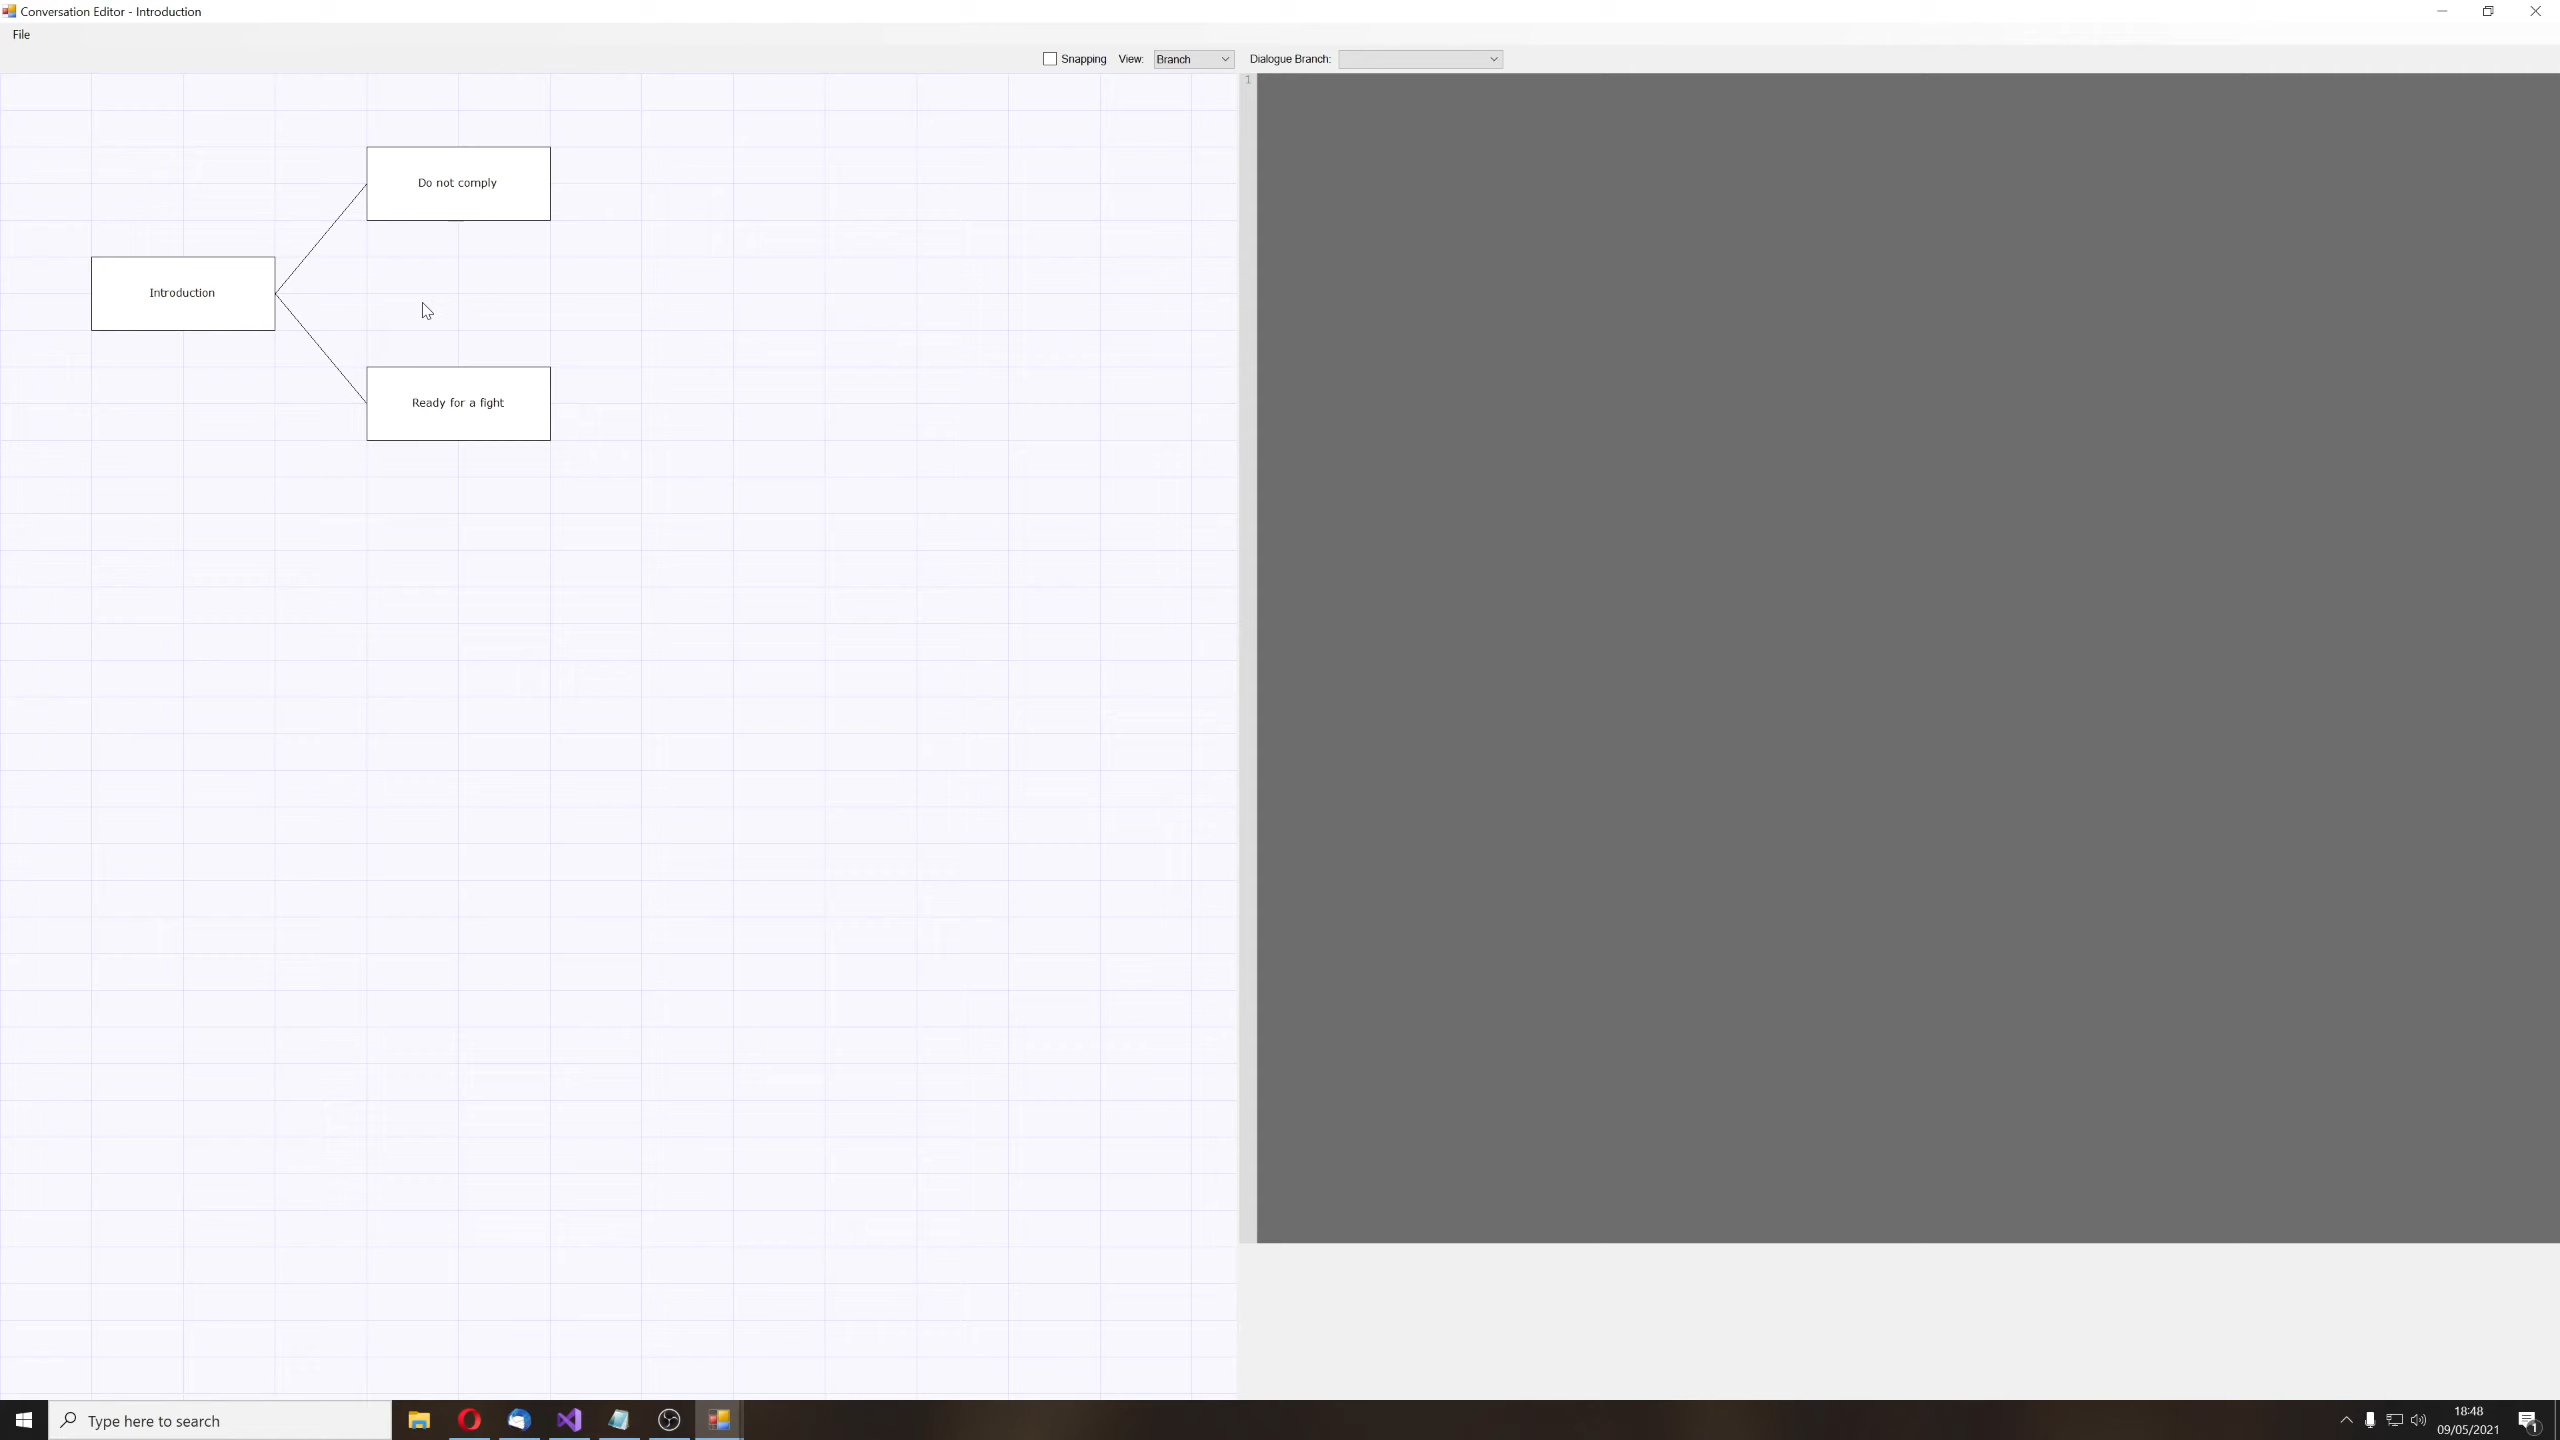 Conversation Editor - Introduction
File
Snapping View: Branch Dialogue Branch:
1
Do not comply
Introduction
Ready for a fight
Type here to search
18:48
09/05/2021
1